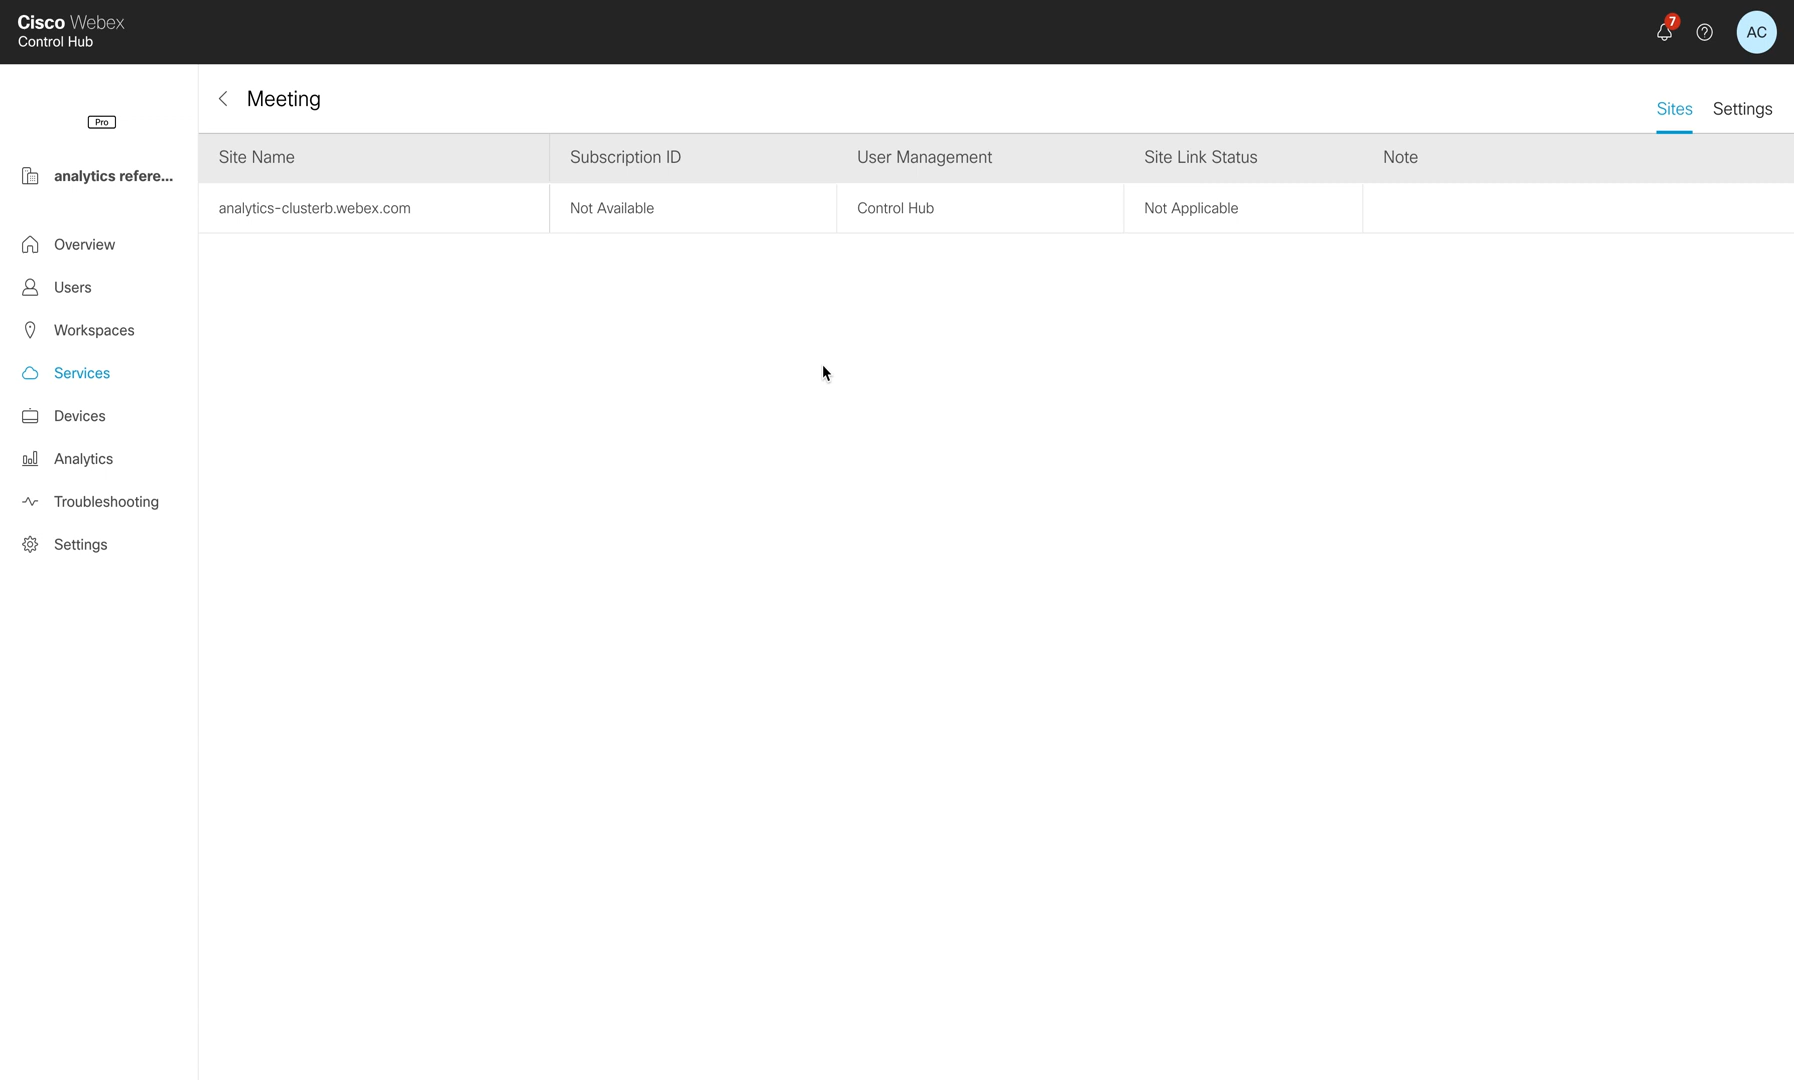 Cisco Webex
Control Hub
7
AC
Pro
analytics refere...
Overview
Users
Workspaces
Services
Devices
Analytics
Troubleshooting
Settings
Meeting
Sites Settings
Site Name Subscription ID User Management Site Link Status Note
analytics-clusterb.webex.com Not Available Control Hub Not Applicable